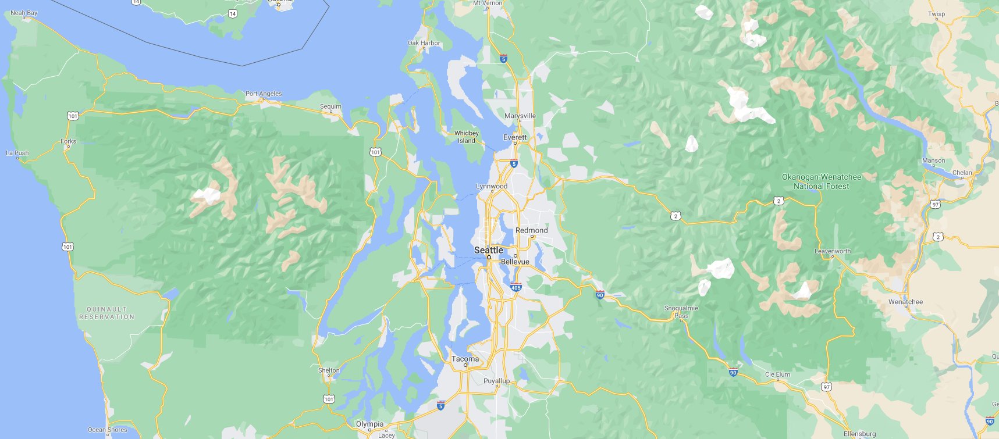 14
14
Neah Bay
Mt Vernon
Twisp
Oak Harbor
5
Port Angeles
Sequim
101
Marysville
Whidbey
Island
Everett
Forks
La Push
101
5
Manson
Chelan
Okanogan-Wenatchee
National Forest
Lynnwood
2
97
2
Redmond
2
101
Seattle
Leavenworth
Bellevue
405
90
QUINAULT
RESERVATION
Snoqualmie
Pass
Wenatchee
Tacoma
Shelton
Puyallup
90
Cle Elum
97
101
5
Olympia
Lacey
Ocean Shores
90
Ellensburg